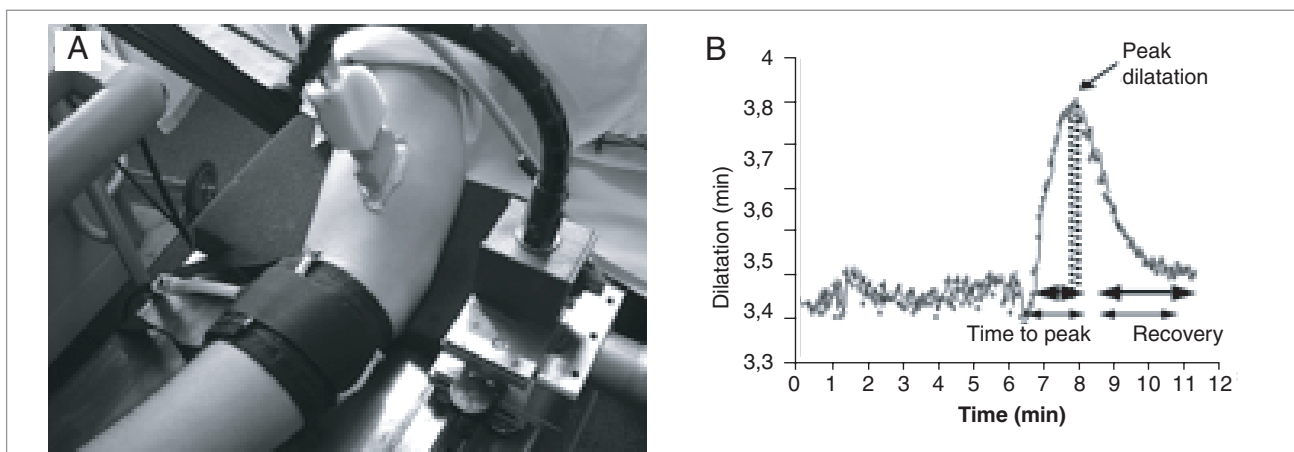 A
B
Peak
dilatation
4
3,8
3,7
3,6
3,5
3,4
3,3
Dilatation (min)
Time to peak
Recovery
0 1 2 3 4 5 6 7 8 9 10 11 12
Time (min)